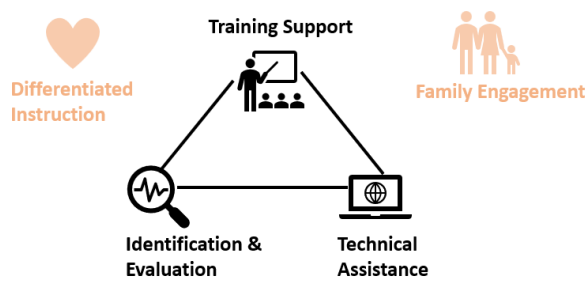 Training Support
Differentiated
Instruction
Family Engagement
Identification &
Evaluation
Technical
Assistance